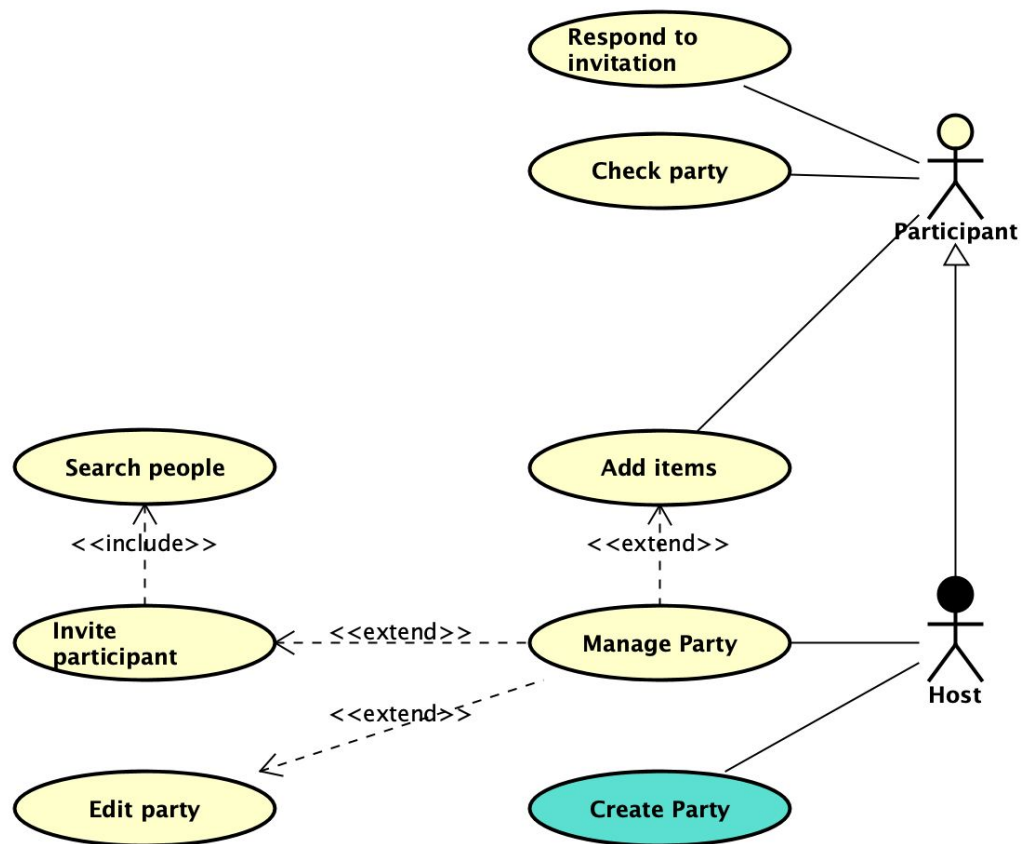 Respond to
invitation
Check party
Participant
Search people
Add items
<<include>>
<<extend>>
Invite
participant
<<extend>>
Manage Party
Host
<<extend>>
Edit party
Create Party